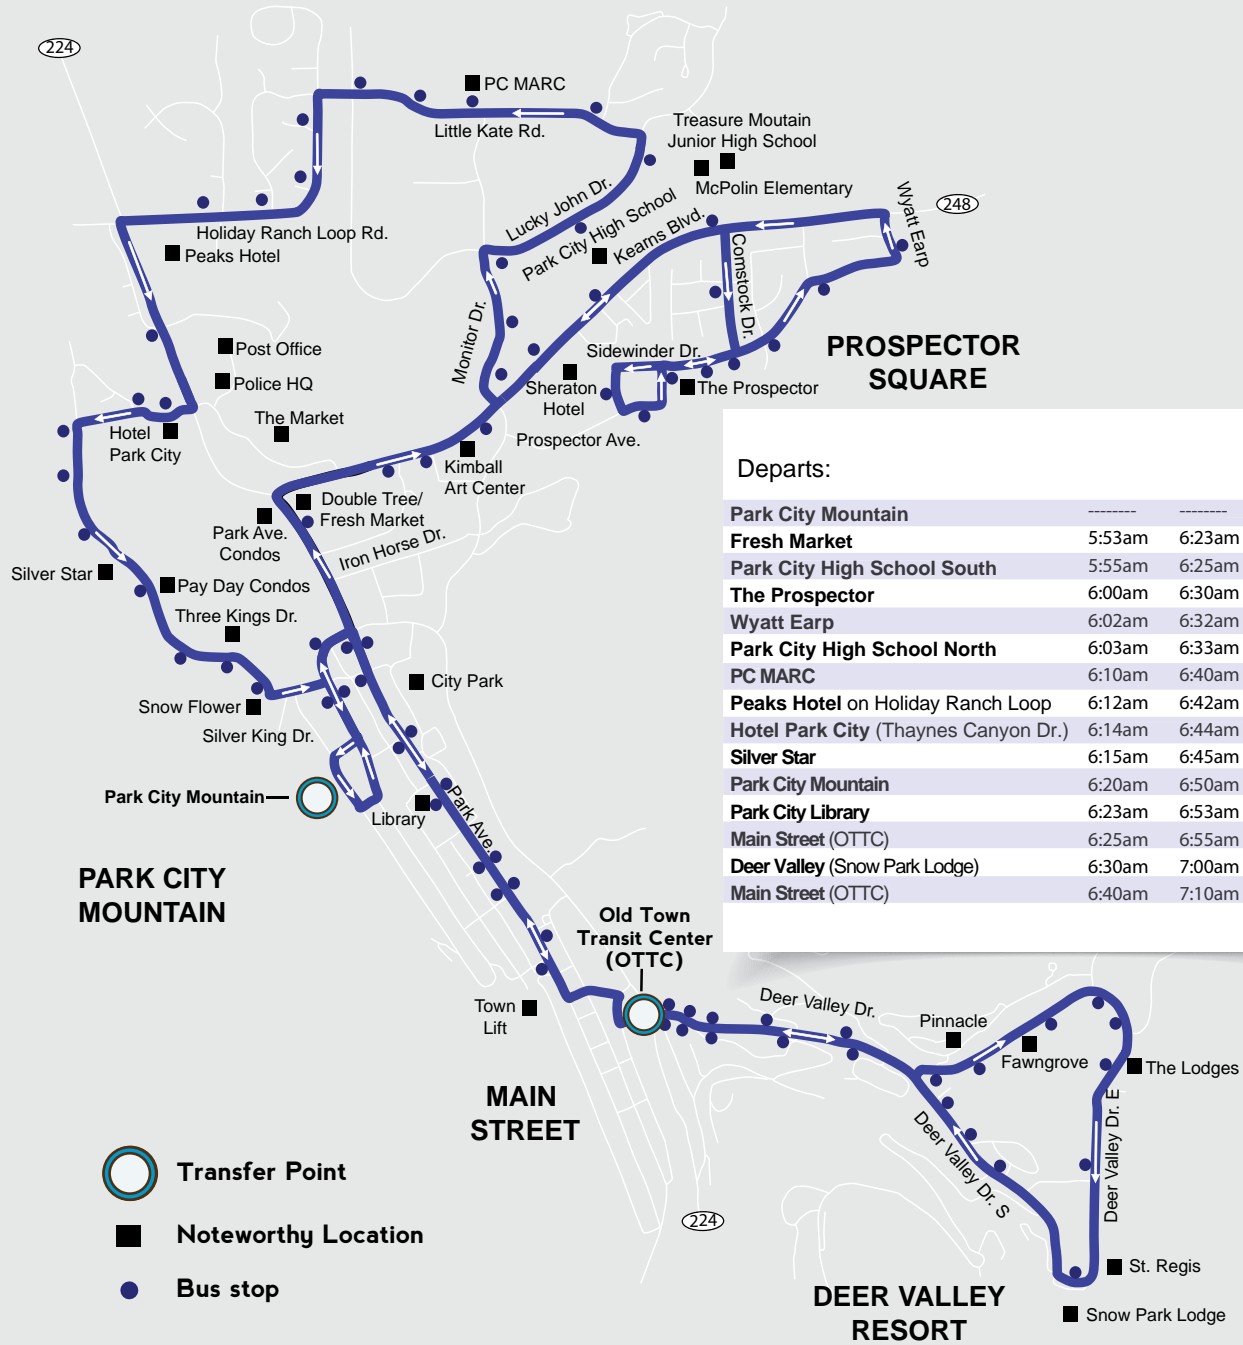 224
PC MARC
Little Kate Rd.
Treasure Moutain
Junior High School
McPolin Elementary
Lucky John Dr.
Park City High School
Kearns Blvd.
Wyatt Earp
248
Holiday Ranch Loop Rd.
Peaks Hotel
Comstock Dr.
Monitor Dr.
Post Office
Police HQ
The Market
Sidewinder Dr.
Sheraton
Hotel
The Prospector
PROSPECTOR
SQUARE
Hotel
Park City
Prospector Ave.
Kimball
Art Center
Double Tree/
Fresh Market
Park Ave.
Condos
Iron Horse Dr.
Silver Star
Pay Day Condos
Three Kings Dr.
Snow Flower
Silver King Dr.
City Park
Park City Mountain
Library
Park Ave.
PARK CITY
MOUNTAIN
Departs:
Park City Mountain -------- --------
Fresh Market 5:53am 6:23am
Park City High School South 5:55am 6:25am
The Prospector 6:00am 6:30am
Wyatt Earp 6:02am 6:32am
Park City High School North 6:03am 6:33am
PC MARC 6:10am 6:40am
Peaks Hotel on Holiday Ranch Loop 6:12am 6:42am
Hotel Park City (Thaynes Canyon Dr.) 6:14am 6:44am
Silver Star 6:15am 6:45am
Park City Mountain 6:20am 6:50am
Park City Library 6:23am 6:53am
Main Street (OTTC) 6:25am 6:55am
Deer Valley (Snow Park Lodge) 6:30am 7:00am
Main Street (OTTC) 6:40am 7:10am
Old Town
Transit Center
(OTTC)
Town
Lift
Deer Valley Dr.
Pinnacle
Fawngrove
The Lodges
Deer Valley Dr. E
Deer Valley Dr. S
MAIN
STREET
224
St. Regis
Snow Park Lodge
DEER VALLEY
RESORT
Transfer Point
Noteworthy Location
Bus stop